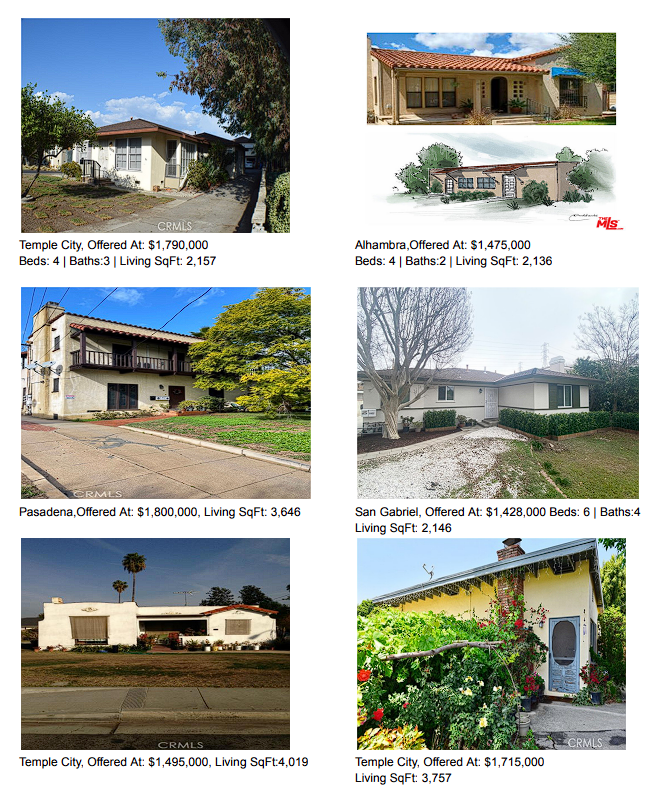 CRMLS
Temple City, Offered At: $1,790,000
Beds: 4 | Baths:3 | Living SqFt: 2,157
THE MLS
Alhambra,Offered At: $1,475,000
Beds: 4 | Baths:2 | Living SqFt: 2,136
CRMLS
Pasadena,Offered At: $1,800,000, Living SqFt: 3,646
San Gabriel, Offered At: $1,428,000 Beds: 6 | Baths:4
Living SqFt: 2,146
CRMLS
Temple City, Offered At: $1,495,000, Living SqFt:4,019
CRMLS
Temple City, Offered At: $1,715,000
Living SqFt: 3,757